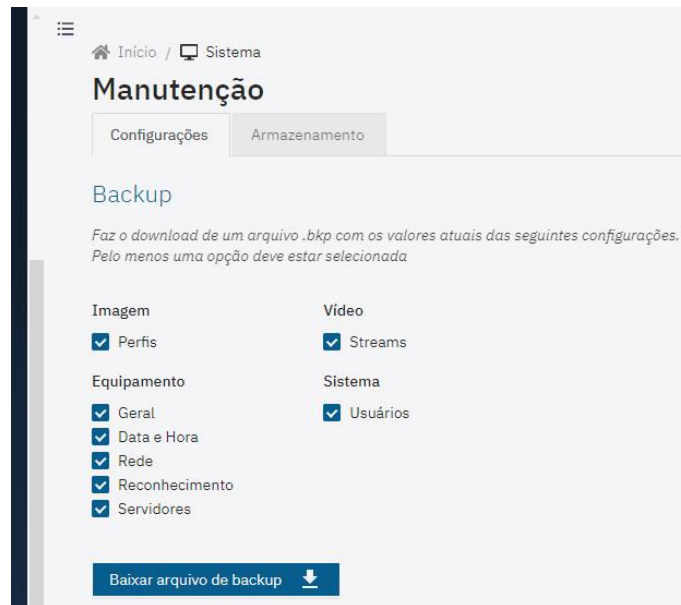 Início / Sistema
Manutenção
Configurações Armazenamento
Backup
Faz o download de um arquivo .bkp com os valores atuais das seguintes configurações.
Pelo menos uma opção deve estar selecionada
Imagem Vídeo
Perfis Streams
Equipamento Sistema
Geral Usuários
Data e Hora
Rede
Reconhecimento
Servidores
Baixar arquivo de backup